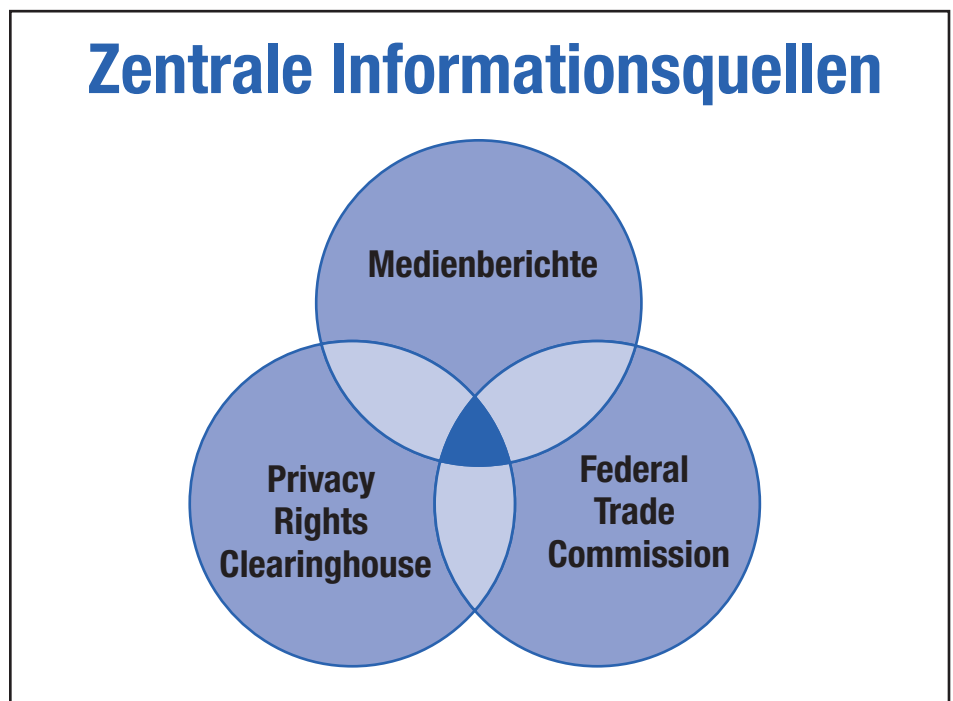 Zentrale Informationsquellen
Medienberichte
Privacy
Rights
Clearinghouse
Federal
Trade
Commission